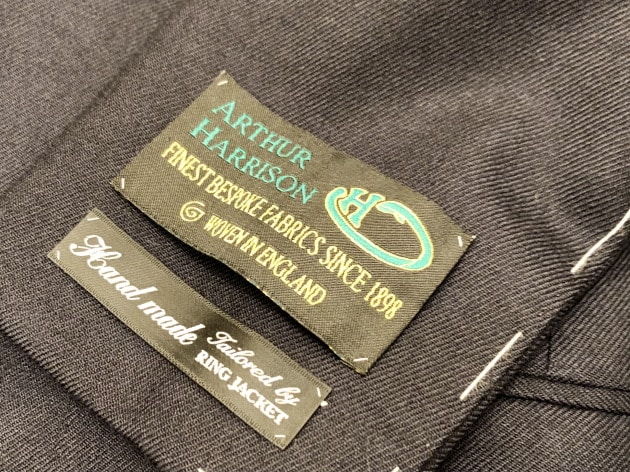 ARTHUR
HARRISON
H
FINEST BESPOKE FABRICS SINCE 1898
WOVEN IN ENGLAND
Hand made
Tailored by
RING JACKET